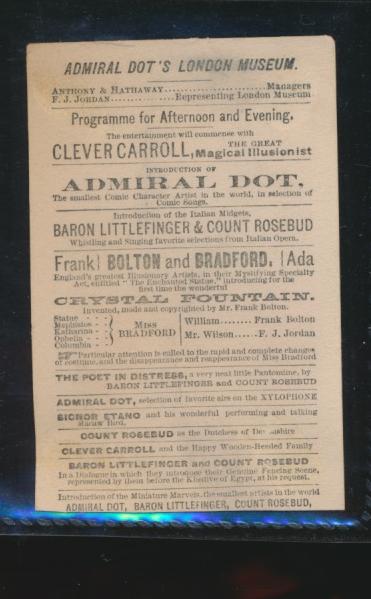 ADMIRAL DOT'S LONDON MUSEUM.
ANTHONY & HATHAWAY........................Managers
F. J. JORDAN................Representing London Museum
Programme for Afternoon and Evening,
The entertainment will commence with
CLEVER CARROLL, THE GREAT Magical Illusionist
INTRODUCTION OF
ADMIRAL DOT,
The smallest Comic Character Artist in the world, in selection of
Comic Songs.
Introduction of the Italian Midgets,
BARON LITTLEFINGER & COUNT ROSEBUD
Whistling and Singing favorite selections from Italian Opera.
Frank| BOLTON and BRADFORD. |Ada
England's greatest Illusionary Artists, in their Mystifying Specialty
Act, entitled "The Enchanted Statue," introducing for the
first time the wonderful
CRYSTAL FOUNTAIN.
Invented, made and copyrighted by Mr. Frank Bolton.
Statue - - -
Mephistos - -
Katharina - -
Ophelia - - -
Columbia - -
MISS BRADFORD
William........Frank Bolton
Mr. Wilson......F. J. Jordan
☞Particular attention is called to the rapid and complete changes
of costume, and the disappearance and reappearance of Miss Bradford
THE POET IN DISTRESS, a very neat little Pantomime, by
BARON LITTLEFINGER and COUNT ROSEBUD
ADMIRAL DOT, selection of favorite airs on the XYLOPHONE
SIGNOR ETANO and his wonderful performing and talking
Macaw Bird.
COUNT ROSEBUD as the Dutchess of
CLEVER CARROLL and the Happy Wooden-Headed Family
BARON LITTLEFINGER and COUNT ROSEBUD
In a Dialogue in which they introduce their Genuine Fencing Scene,
represented by them before the Khedive of Egypt, at his request.
Introduction of the Miniature Marvels, the smallest artists in the world
ADMIRAL DOT, BARON LITTLEFINGER, COUNT ROSEBUD,